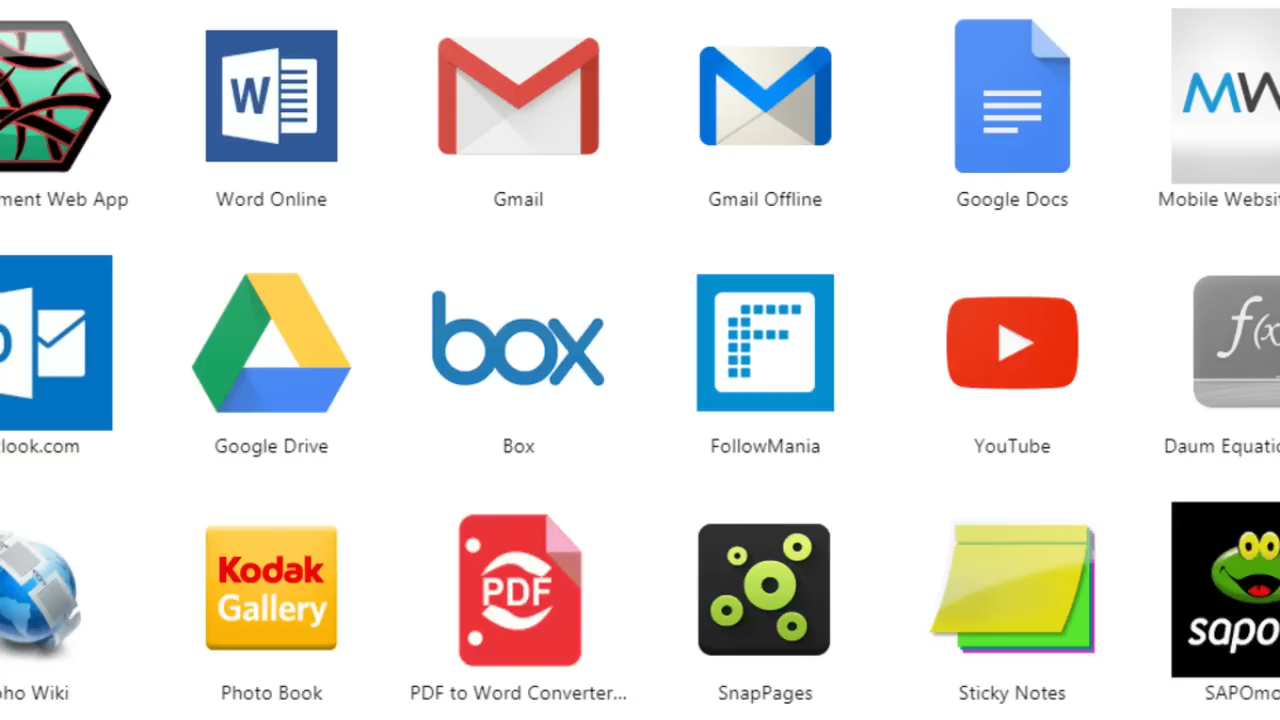 W
MW
ment Web App
Word Online
Gmail
Gmail Offline
Google Docs
Mobile Websit
box
F
f(x
look.com
Google Drive
Box
FollowMania
YouTube
Daum Equatio
Kodak
Gallery
PDF
sapo
ho Wiki
Photo Book
PDF to Word Converter...
SnapPages
Sticky Notes
SAPOmo